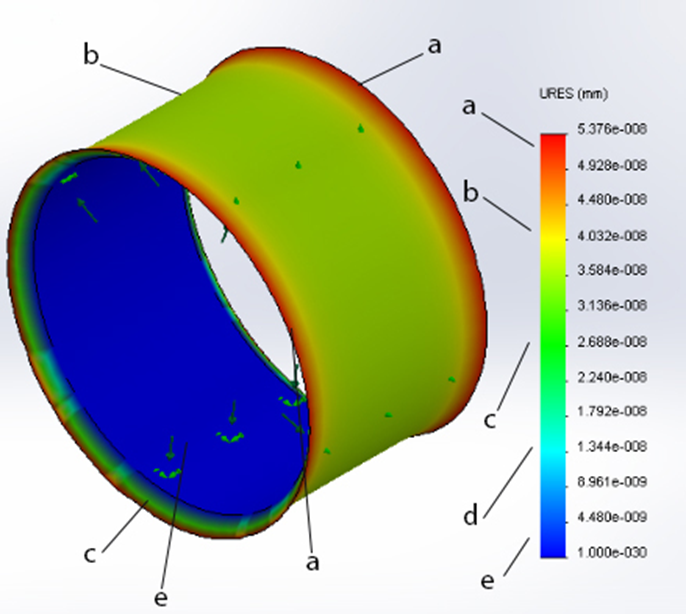 b
a
URES (mm)
a
5.376e-008
4.928e-008
4.480e-008
b
4.032e-008
3.584e-008
3.136e-008
2.688e-008
2.240e-008
c
1.792e-008
1.344e-008
8.961e-009
d
4.480e-009
1.000e-030
c
a
e
e